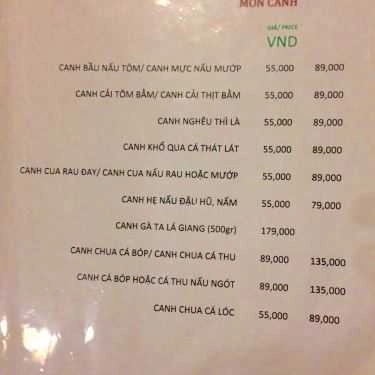 MÓN CANH
GIÁ/ PRICE
VND
CANH BẦU NẤU TÔM/ CANH MỰC NẤU MƯỚP 55,000 89,000
CANH CẢI TÔM BẰM/ CANH CẢI THỊT BẰM 55,000 89,000
CANH NGHÊU THÌ LÀ 55,000 89,000
CANH KHỔ QUA CÁ THÁT LÁT 55,000 89,000
CANH CUA RAU ĐAY/ CANH CUA NẤU RAU HOẶC MƯỚP 55,000 89,000
CANH HẸ NẤU ĐẬU HŨ, NẤM 55,000 79,000
CANH GÀ TA LÁ GIANG (500gr) 179,000
CANH CHUA CÁ BÓP/ CANH CHUA CÁ THU 89,000 135,000
CANH CÁ BÓP HOẶC CÁ THU NẤU NGÓT 89,000 135,000
CANH CHUA CÁ LÓC 55,000 89,000